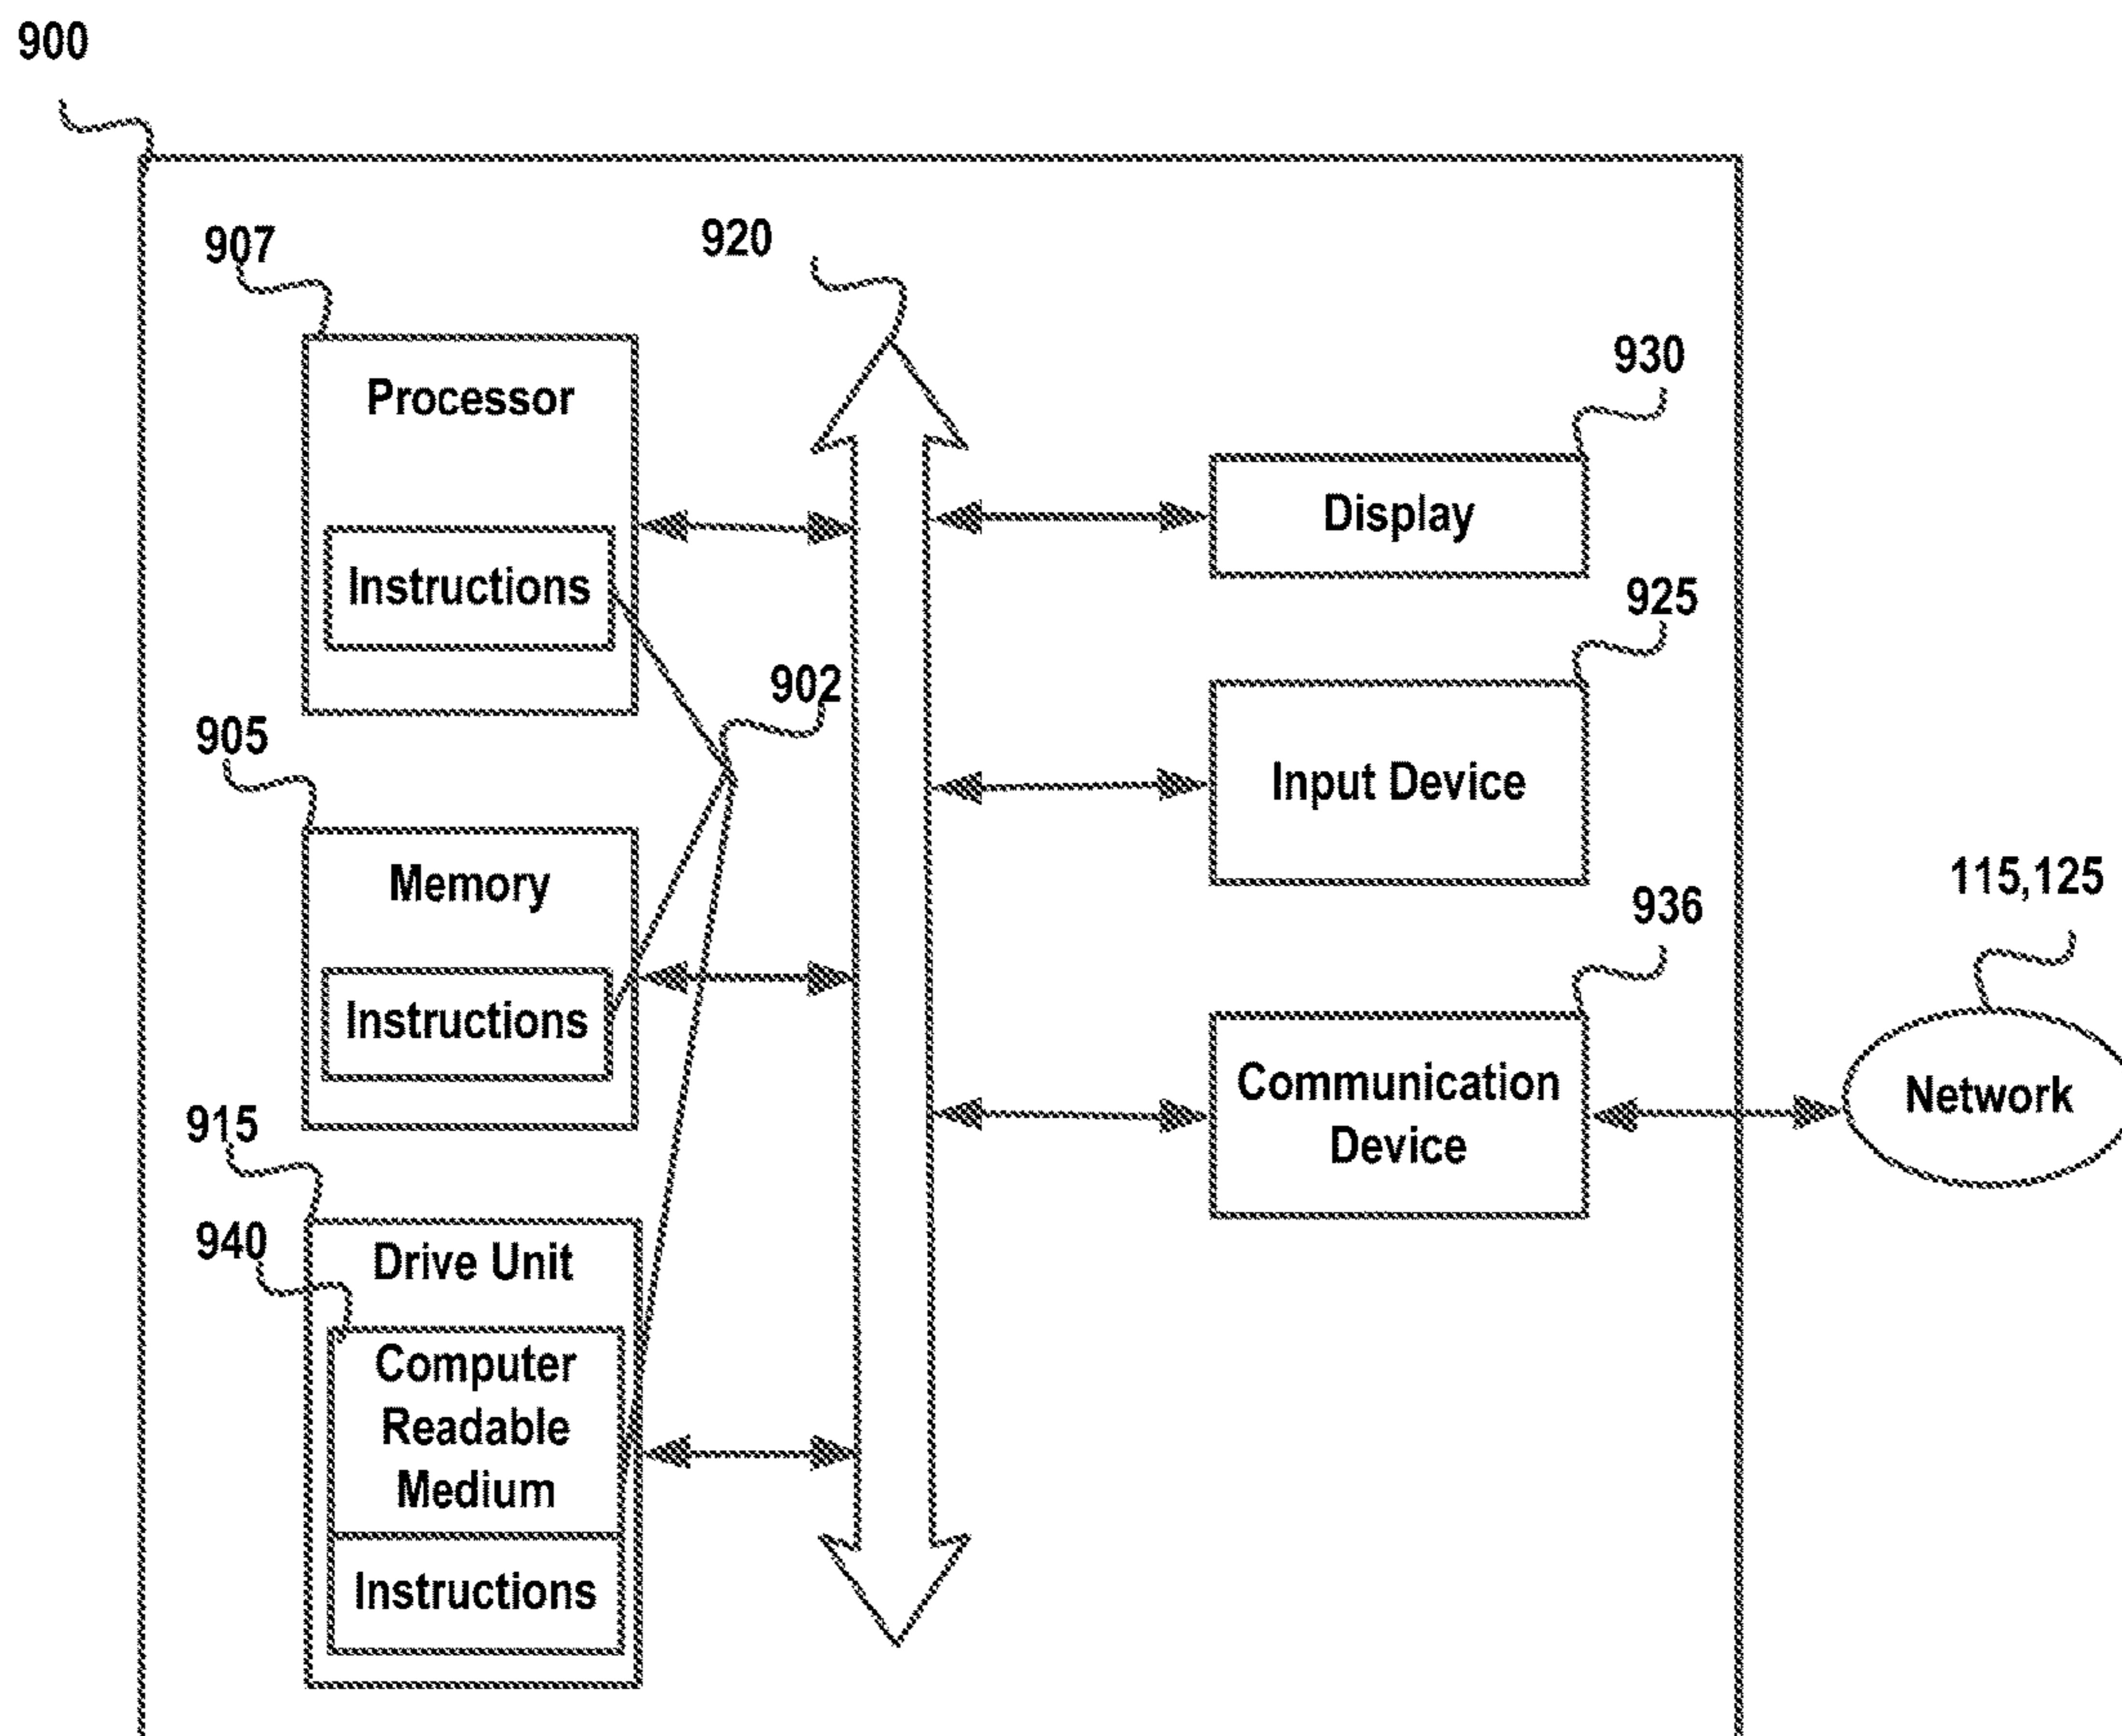 900
907
920
930
Processor
Display
Instructions
925
902
905
Input Device
Memory
115,125
936
Instructions
Communication
Device
Network
915
940
Drive Unit
Computer
Readable
Medium
Instructions